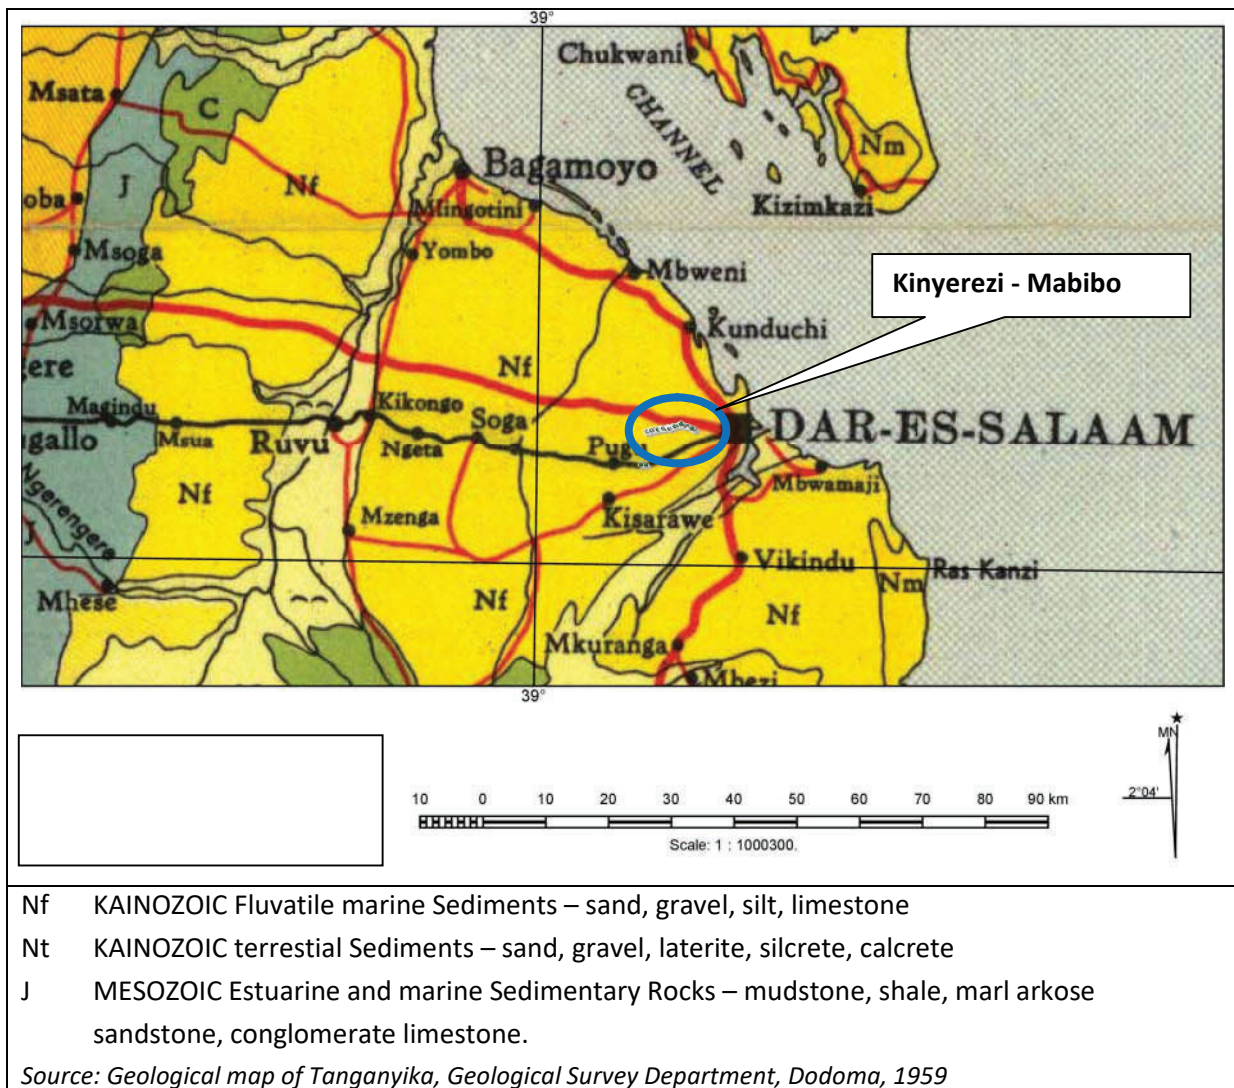 39°
Chukwani
Msata
C
CHANNEL
Nm
J
Nf
Bagamoyo
oba
Mlingotini
Kizimkazi
Msoga
Yombo
Mbweni
Kinyerezi - Mabibo
Msorwa
Kunduchi
gere
Nf
Magindu
Kikongo
Soga
DAR-ES-SALAAM
gallo
Msua
Ruvu
Ngeta
Pugu
Mbwamaji
Nf
Ngerengere
Mzenga
Kisarawe
J
Vikindu
Ras Kanzi
Mhese
Nf
Nm
Nf
Mkuranga
Mbezi
39°
MN
10 0 10 20 30 40 50 60 70 80 90 km
2°04'
Scale: 1 : 1000300.
Nf KAINOZOIC Fluvatile marine Sediments – sand, gravel, silt, limestone
Nt KAINOZOIC terrestial Sediments – sand, gravel, laterite, silcrete, calcrete
J MESOZOIC Estuarine and marine Sedimentary Rocks – mudstone, shale, marl arkose
sandstone, conglomerate limestone.
Source: Geological map of Tanganyika, Geological Survey Department, Dodoma, 1959